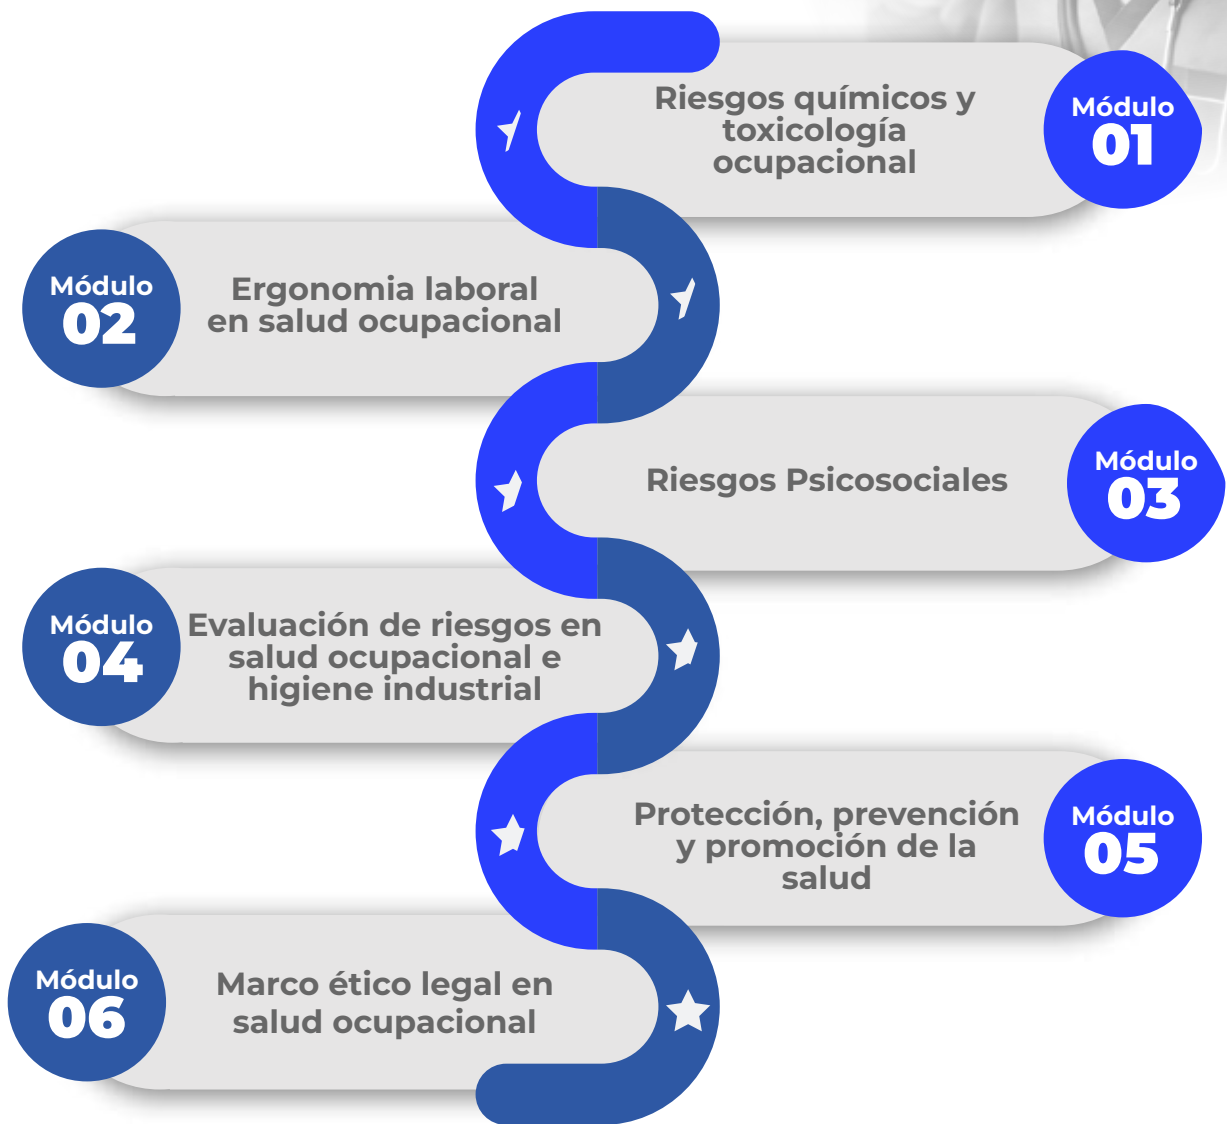 Riesgos químicos y
toxicología
ocupacional
Módulo
01
Módulo
02
Ergonomia laboral
en salud ocupacional
Riesgos Psicosociales
Módulo
03
Módulo
04
Evaluación de riesgos en
salud ocupacional e
higiene industrial
Protección, prevención
y promoción de la
salud
Módulo
05
Módulo
06
Marco ético legal en
salud ocupacional